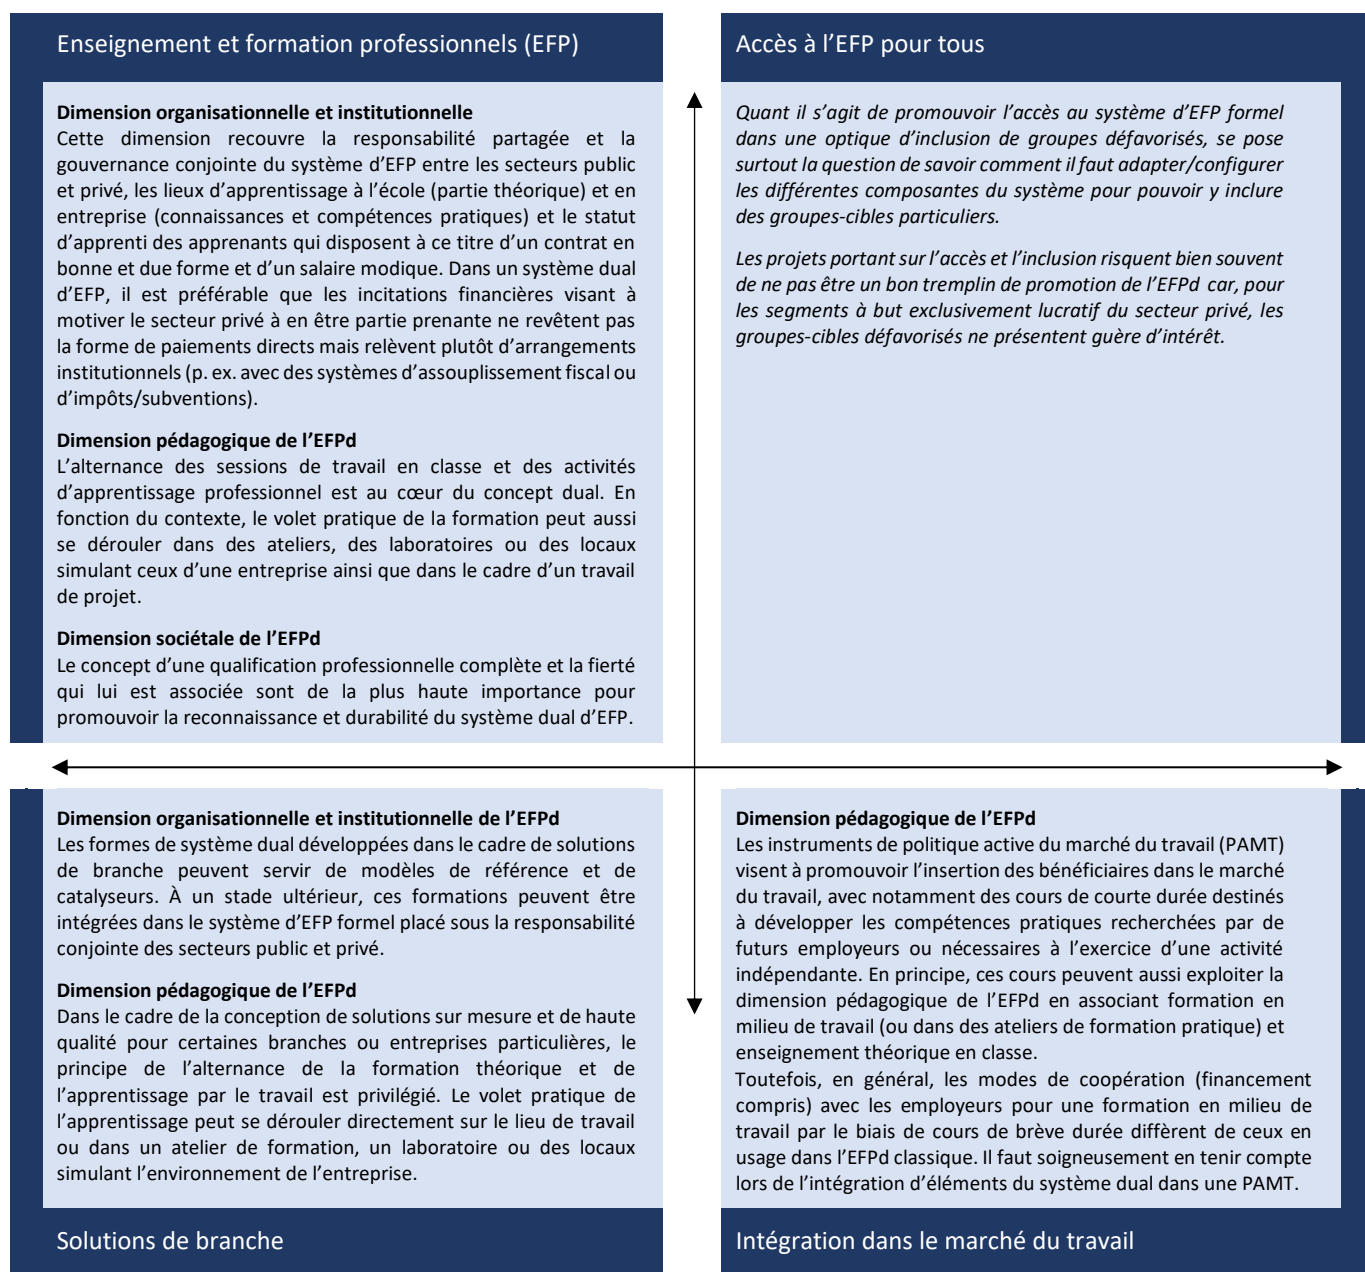 Enseignement et formation professionnels (EFP)
Dimension organisationnelle et institutionnelle
Cette dimension recouvre la responsabilité partagée et la
gouvernance conjointe du système d’EFP entre les secteurs public
et privé, les lieux d’apprentissage à l’école (partie théorique) et en
entreprise (connaissances et compétences pratiques) et le statut
d’apprenti des apprenants qui disposent à ce titre d’un contrat en
bonne et due forme et d’un salaire modique. Dans un système dual
d’EFP, il est préférable que les incitations financières visant à
motiver le secteur privé à en être partie prenante ne revêtent pas
la forme de paiements directs mais relèvent plutôt d’arrangements
institutionnels (p. ex. avec des systèmes d’assouplissement fiscal ou
d’impôts/subventions).
Dimension pédagogique de l’EFPd
L’alternance des sessions de travail en classe et des activités
d’apprentissage professionnel est au cœur du concept dual. En
fonction du contexte, le volet pratique de la formation peut aussi
se dérouler dans des ateliers, des laboratoires ou des locaux
simulant ceux d’une entreprise ainsi que dans le cadre d’un travail
de projet.
Dimension sociétale de l’EFPd
Le concept d’une qualification professionnelle complète et la fierté
qui lui est associée sont de la plus haute importance pour
promouvoir la reconnaissance et durabilité du système dual d’EFP.
Accès à l’EFP pour tous
Quant il s’agit de promouvoir l’accès au système d’EFP formel
dans une optique d’inclusion de groupes défavorisés, se pose
surtout la question de savoir comment il faut adapter/configurer
les différentes composantes du système pour pouvoir y inclure
des groupes-cibles particuliers.
Les projets portant sur l’accès et l’inclusion risquent bien souvent
de ne pas être un bon tremplin de promotion de l’EFPd car, pour
les segments à but exclusivement lucratif du secteur privé, les
groupes-cibles défavorisés ne présentent guère d’intérêt.
Dimension organisationnelle et institutionnelle de l’EFPd
Les formes de système dual développées dans le cadre de solutions
de branche peuvent servir de modèles de référence et de
catalyseurs. À un stade ultérieur, ces formations peuvent être
intégrées dans le système d’EFP formel placé sous la responsabilité
conjointe des secteurs public et privé.
Dimension pédagogique de l’EFPd
Dans le cadre de la conception de solutions sur mesure et de haute
qualité pour certaines branches ou entreprises particulières, le
principe de l’alternance de la formation théorique et de
l’apprentissage par le travail est privilégié. Le volet pratique de
l’apprentissage peut se dérouler directement sur le lieu de travail
ou dans un atelier de formation, un laboratoire ou des locaux
simulant l’environnement de l’entreprise.
Solutions de branche
Dimension pédagogique de l’EFPd
Les instruments de politique active du marché du travail (PAMT)
visent à promouvoir l’insertion des bénéficiaires dans le marché
du travail, avec notamment des cours de courte durée destinés
à développer les compétences pratiques recherchées par de
futurs employeurs ou nécessaires à l’exercice d’une activité
indépendante. En principe, ces cours peuvent aussi exploiter la
dimension pédagogique de l’EFPd en associant formation en
milieu de travail (ou dans des ateliers de formation pratique) et
enseignement théorique en classe.
Toutefois, en général, les modes de coopération (financement
compris) avec les employeurs pour une formation en milieu de
travail par le biais de cours de brève durée diffèrent de ceux en
usage dans l’EFPd classique. Il faut soigneusement en tenir compte
lors de l’intégration d’éléments du système dual dans une PAMT.
Intégration dans le marché du travail